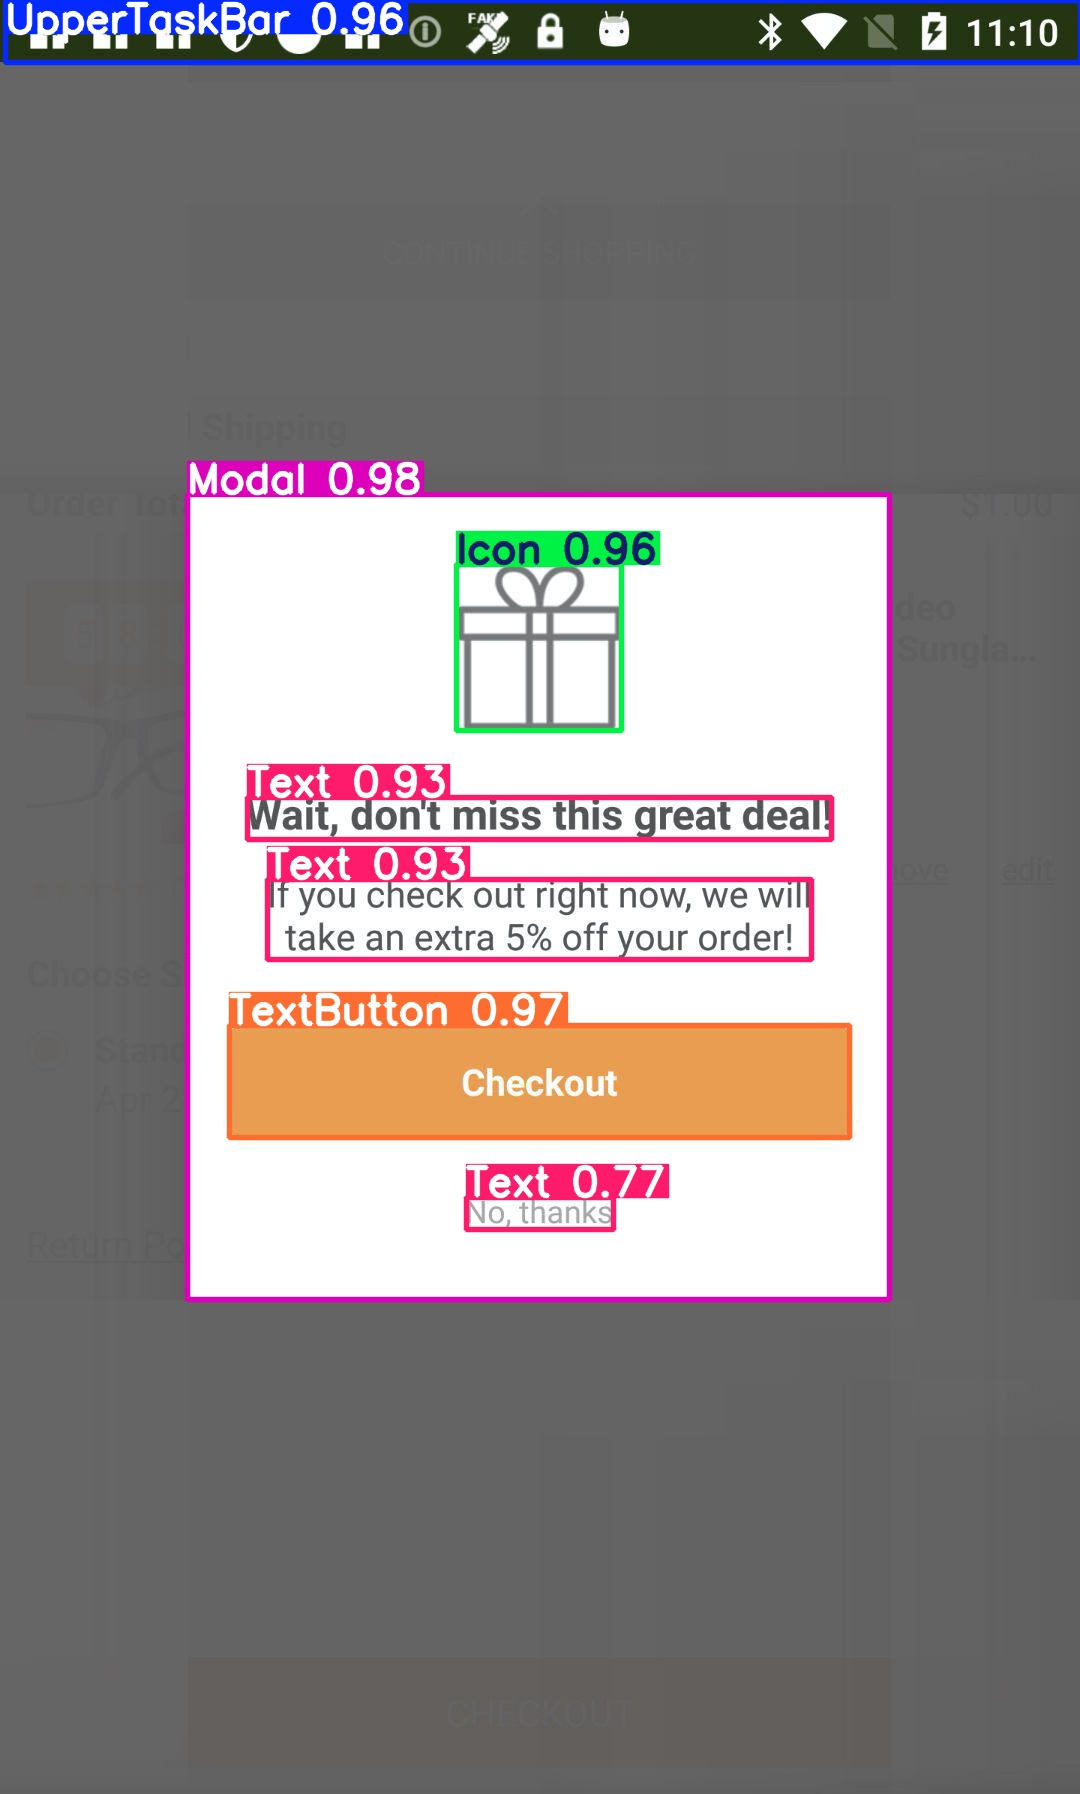 UpperTaskBar 0.96
FAKE
11:10
CONTINUE SHOPPING
Shipping
Modal 0.98
Order Tot
$1.00
Icon 0.96
deo
Sungla...
Text 0.93
Wait, don't miss this great deal!
Text 0.93
If you check out right now, we will
take an extra 5% off your order!
ove
edit
Choose S
TextButton 0.97
Stand
Checkout
Apr 2
Text 0.77
No, thanks
Return Po
CHECKOUT